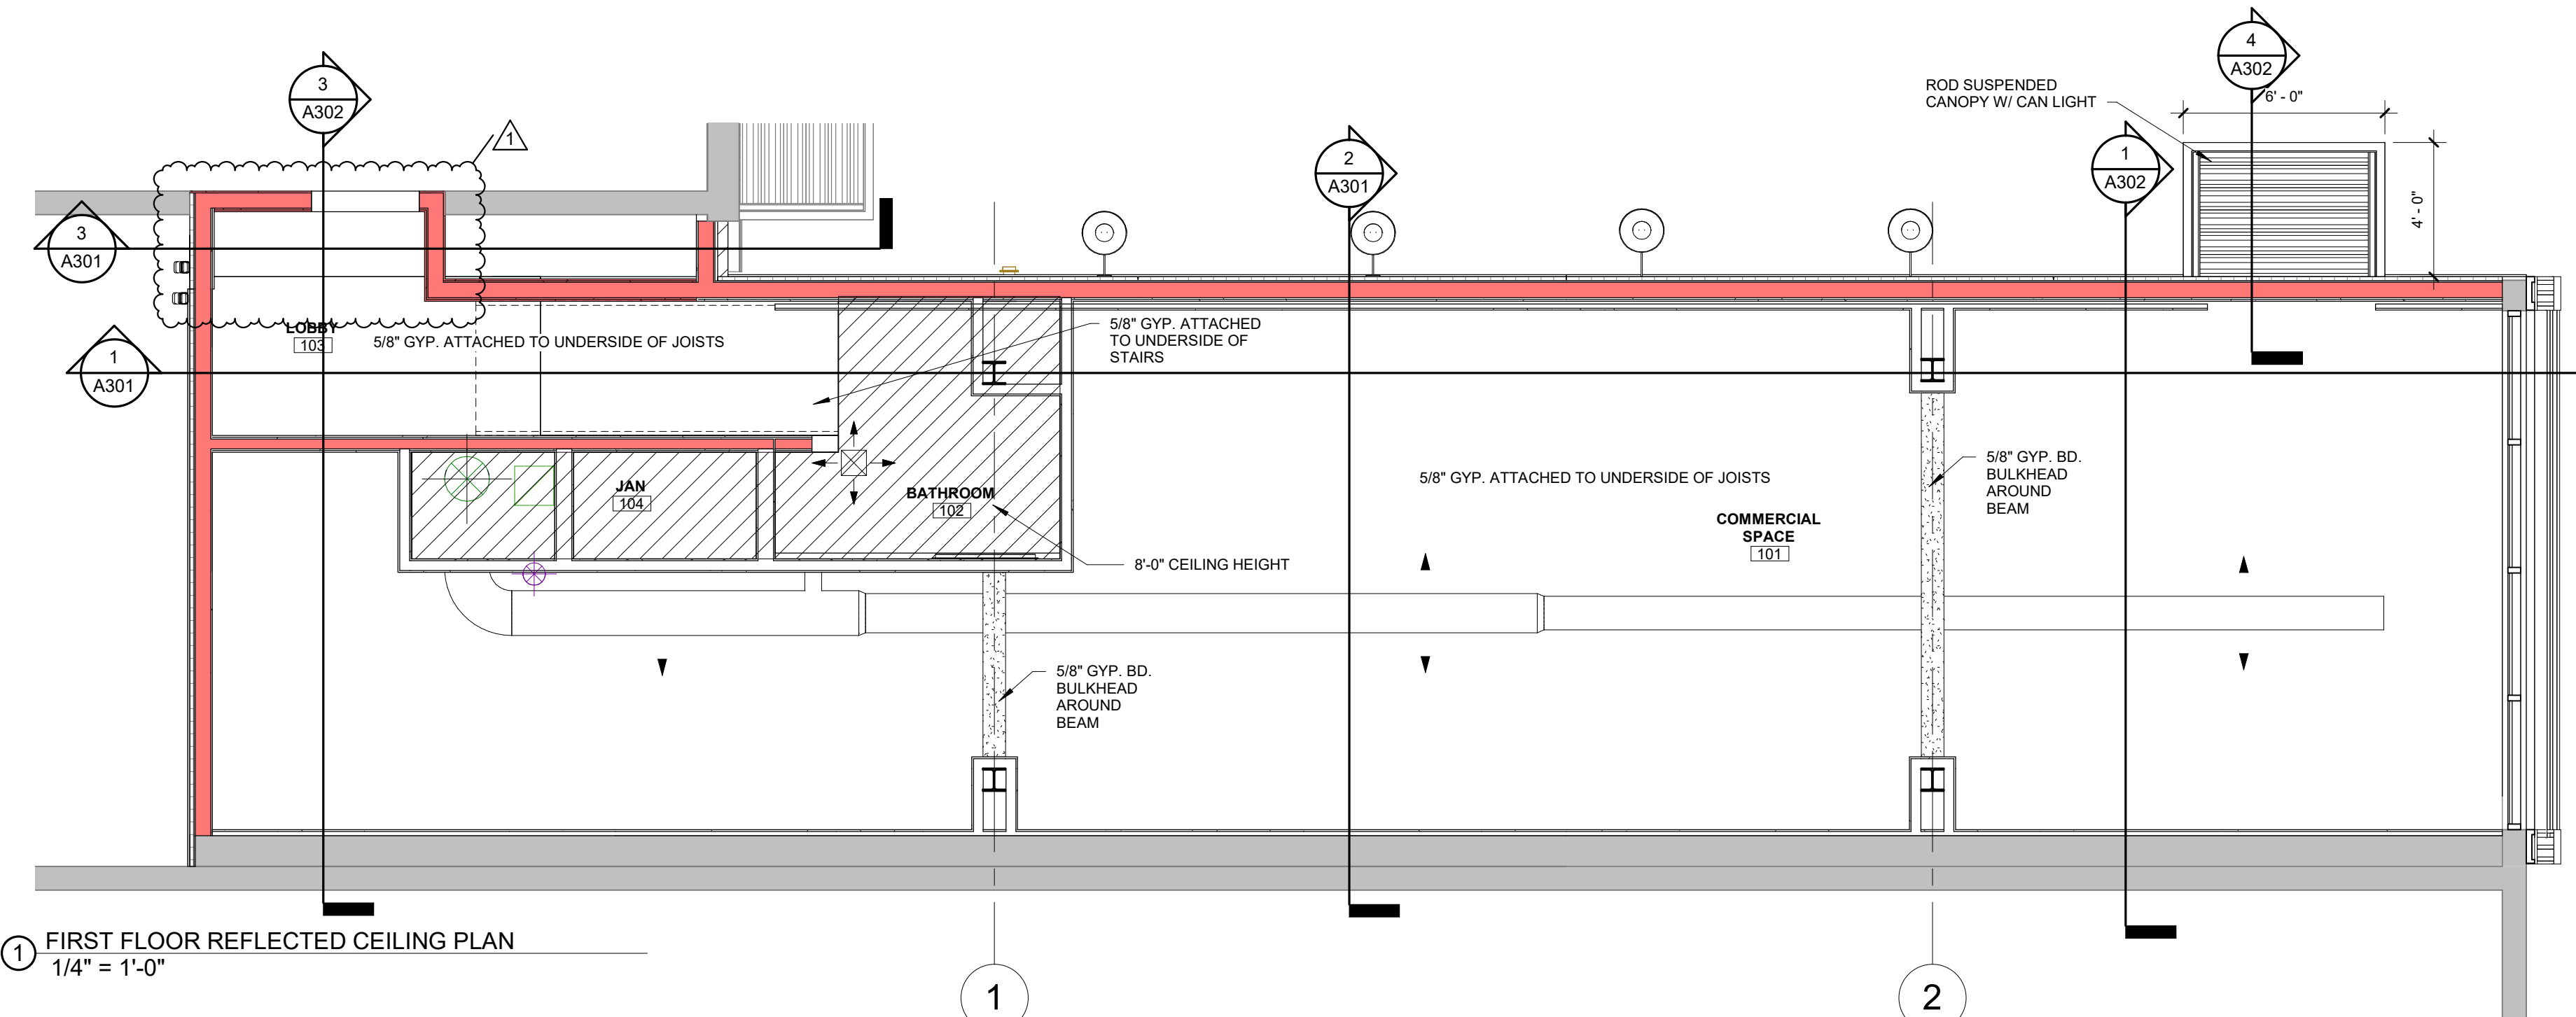 4
A302
3
A302
ROD SUSPENDED
CANOPY W/ CAN LIGHT
6' - 0"
1
2
A301
1
A302
4' - 0"
3
A301
LOBBY
103
5/8" GYP. ATTACHED TO UNDERSIDE OF JOISTS
5/8" GYP. ATTACHED
TO UNDERSIDE OF
STAIRS
1
A301
JAN
104
BATHROOM
102
5/8" GYP. ATTACHED TO UNDERSIDE OF JOISTS
5/8" GYP. BD.
BULKHEAD
AROUND
BEAM
COMMERCIAL
SPACE
101
8'-0" CEILING HEIGHT
5/8" GYP. BD.
BULKHEAD
AROUND
BEAM
1
FIRST FLOOR REFLECTED CEILING PLAN
1/4" = 1'-0"
1
2